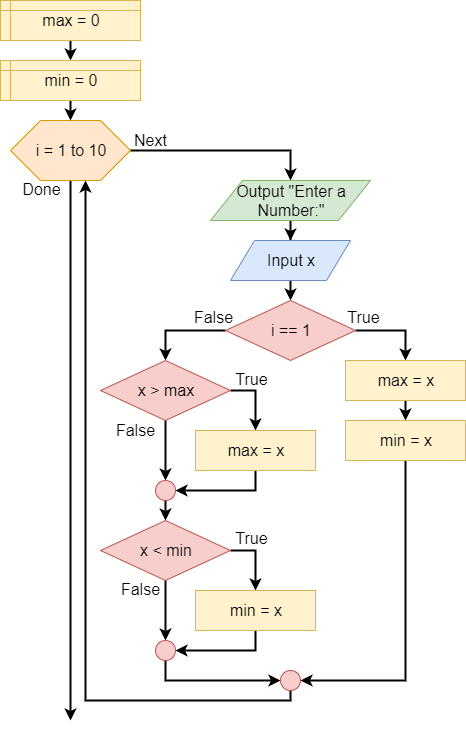 max = 0
min = 0
i = 1 to 10
Next
Done
Output "Enter a
Number:"
Input x
i == 1
False
True
max = x
min = x
x > max
True
False
max = x
x < min
True
False
min = x